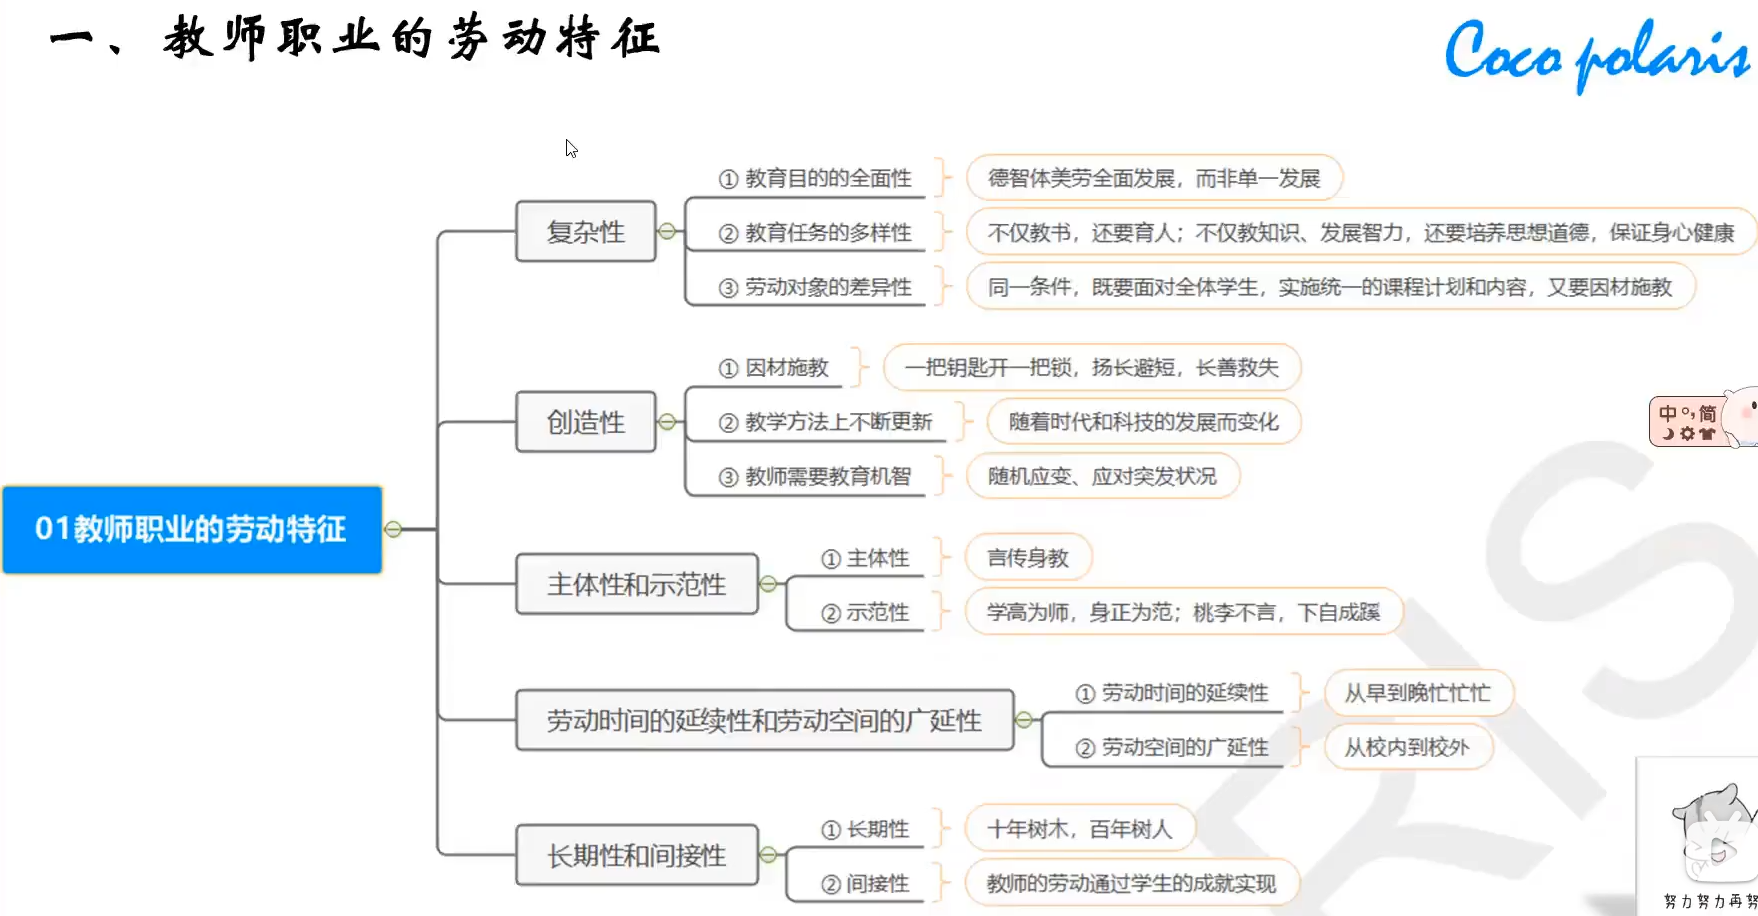 一、教师职业的劳动特征
Coco polaris
01教师职业的劳动特征
复杂性
① 教育目的的全面性
德智体美劳全面发展，而非单一发展
② 教育任务的多样性
不仅教书，还要育人；不仅教知识、发展智力，还要培养思想道德，保证身心健康
③ 劳动对象的差异性
同一条件，既要面对全体学生，实施统一的课程计划和内容，又要因材施教
创造性
① 因材施教
一把钥匙开一把锁，扬长避短，长善救失
② 教学方法上不断更新
随着时代和科技的发展而变化
③ 教师需要教育机智
随机应变、应对突发状况
主体性和示范性
① 主体性
言传身教
② 示范性
学高为师，身正为范；桃李不言，下自成蹊
劳动时间的延续性和劳动空间的广延性
① 劳动时间的延续性
从早到晚忙忙忙
② 劳动空间的广延性
从校内到校外
长期性和间接性
① 长期性
十年树木，百年树人
② 间接性
教师的劳动通过学生的成就实现
中 简
努力努力再努
RIS